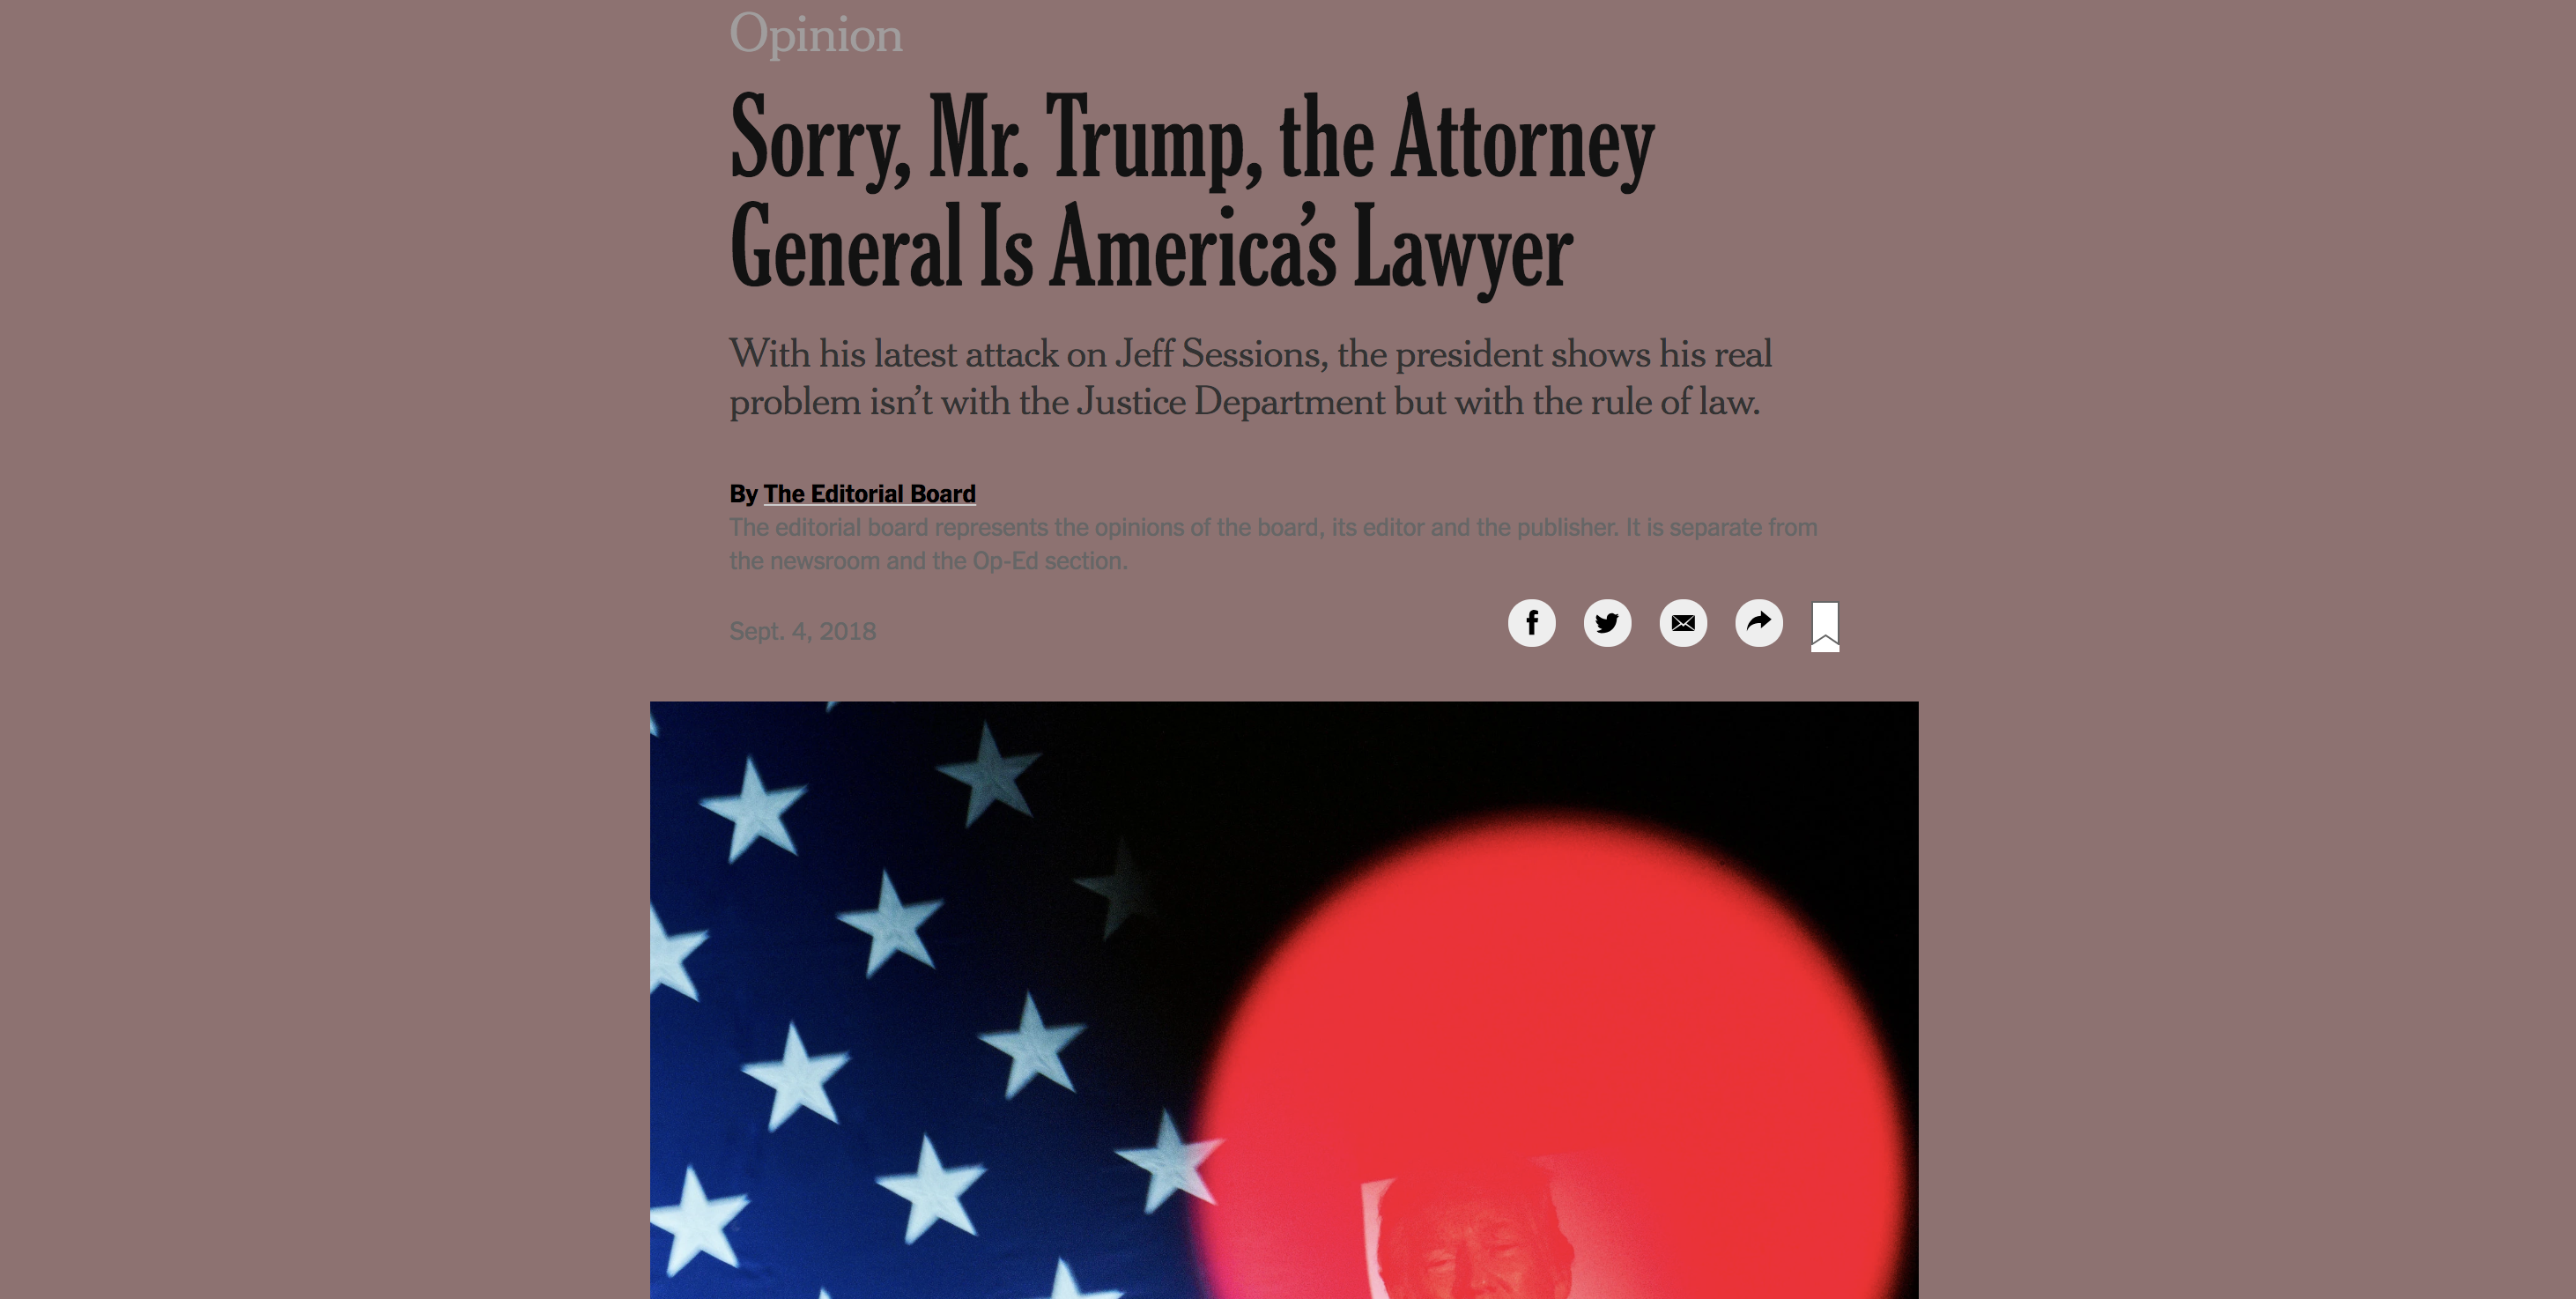 Opinion
Sorry, Mr. Trump, the Attorney
General Is America’s Lawyer
With his latest attack on Jeff Sessions, the president shows his real
problem isn’t with the Justice Department but with the rule of law.
By The Editorial Board
The editorial board represents the opinions of the board, its editor and the publisher. It is separate from
the newsroom and the Op-Ed section.
Sept. 4, 2018